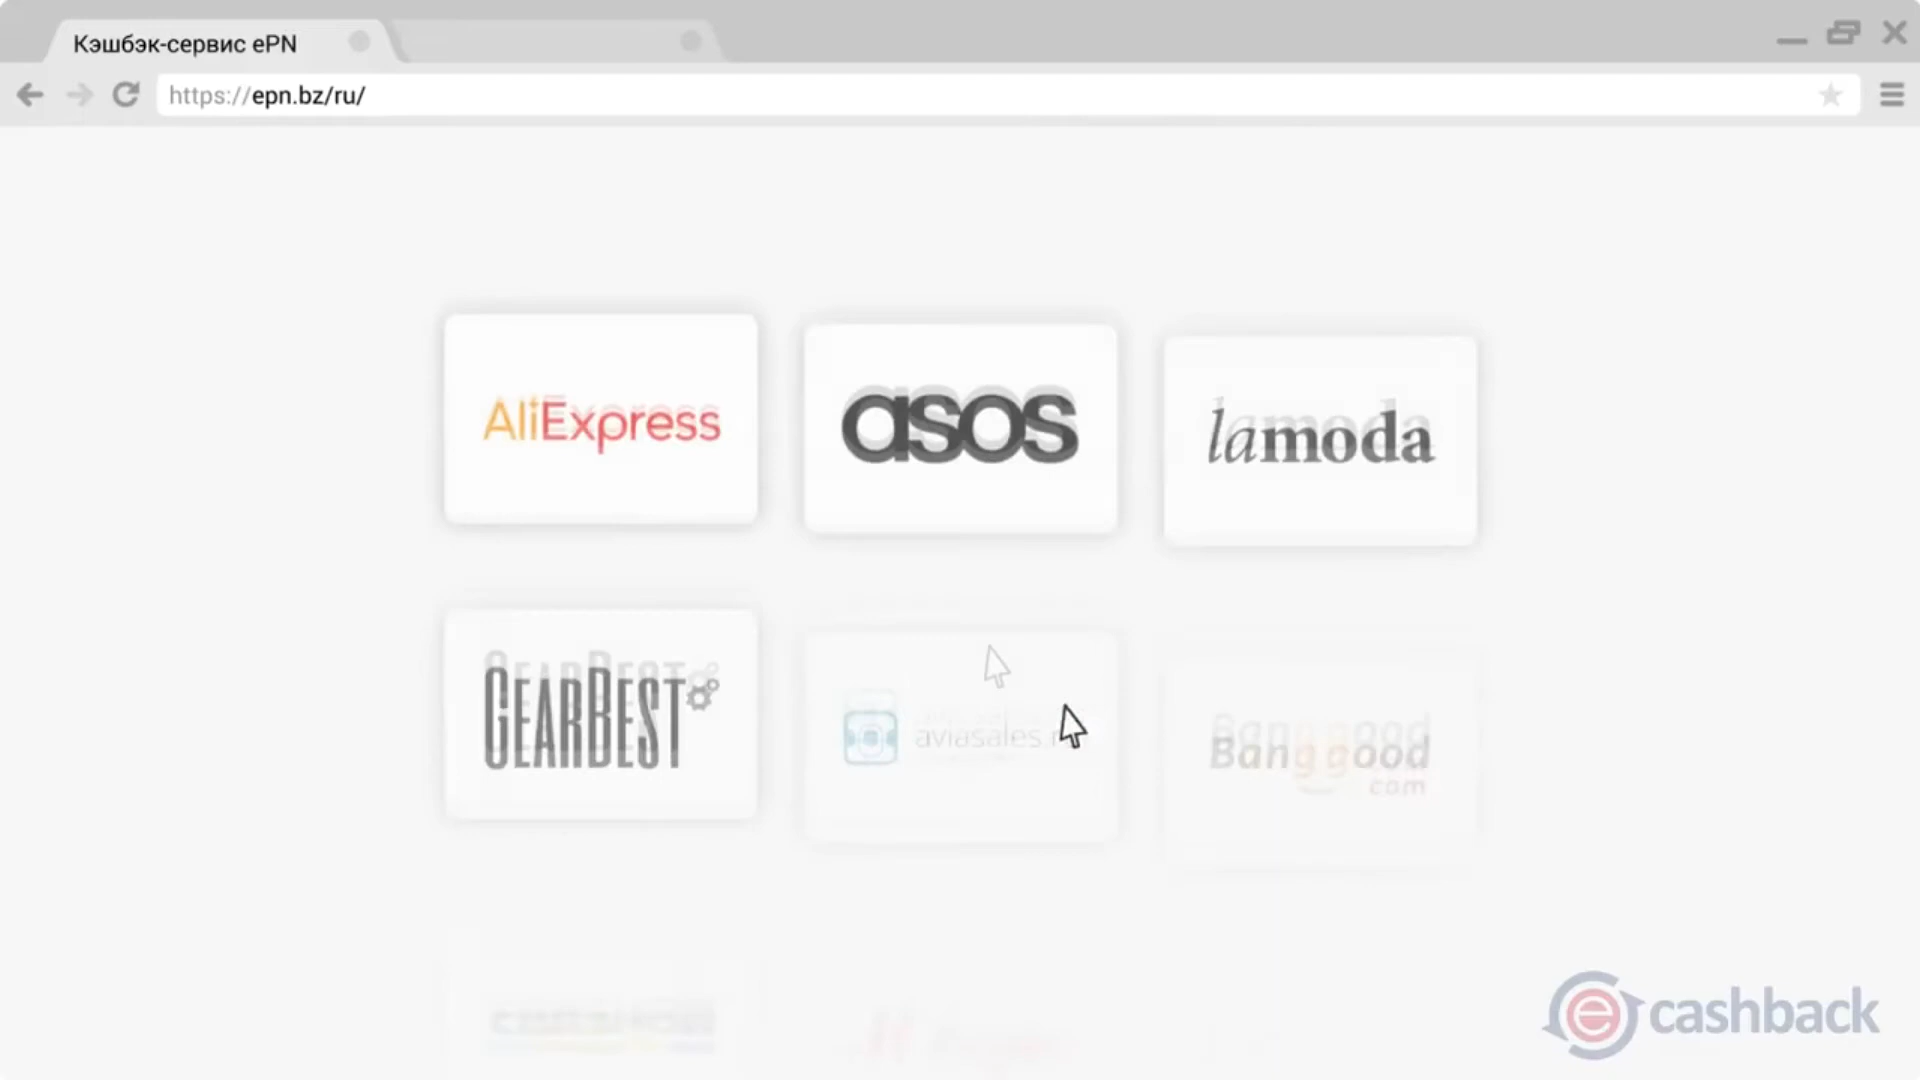 Кэшбэк-сервис ePN
https://epn.bz/ru/
AliExpress
asos
lamoda
GEARBEST
aviasales.r
Banggood
com
e cashback